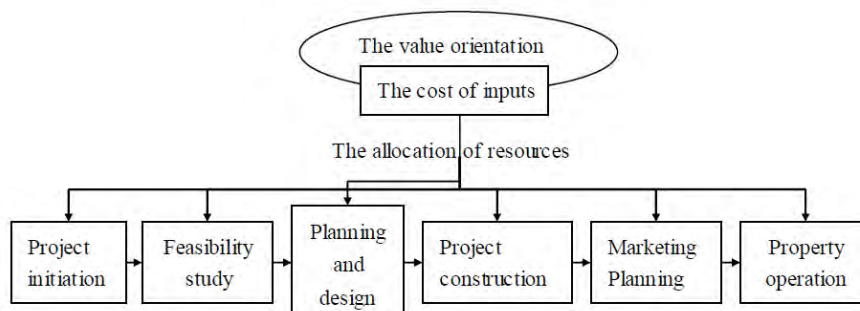 The value orientation
The cost of inputs
The allocation of resources
Project
initiation
Feasibility
study
Planning
and
design
Project
construction
Marketing
Planning
Property
operation